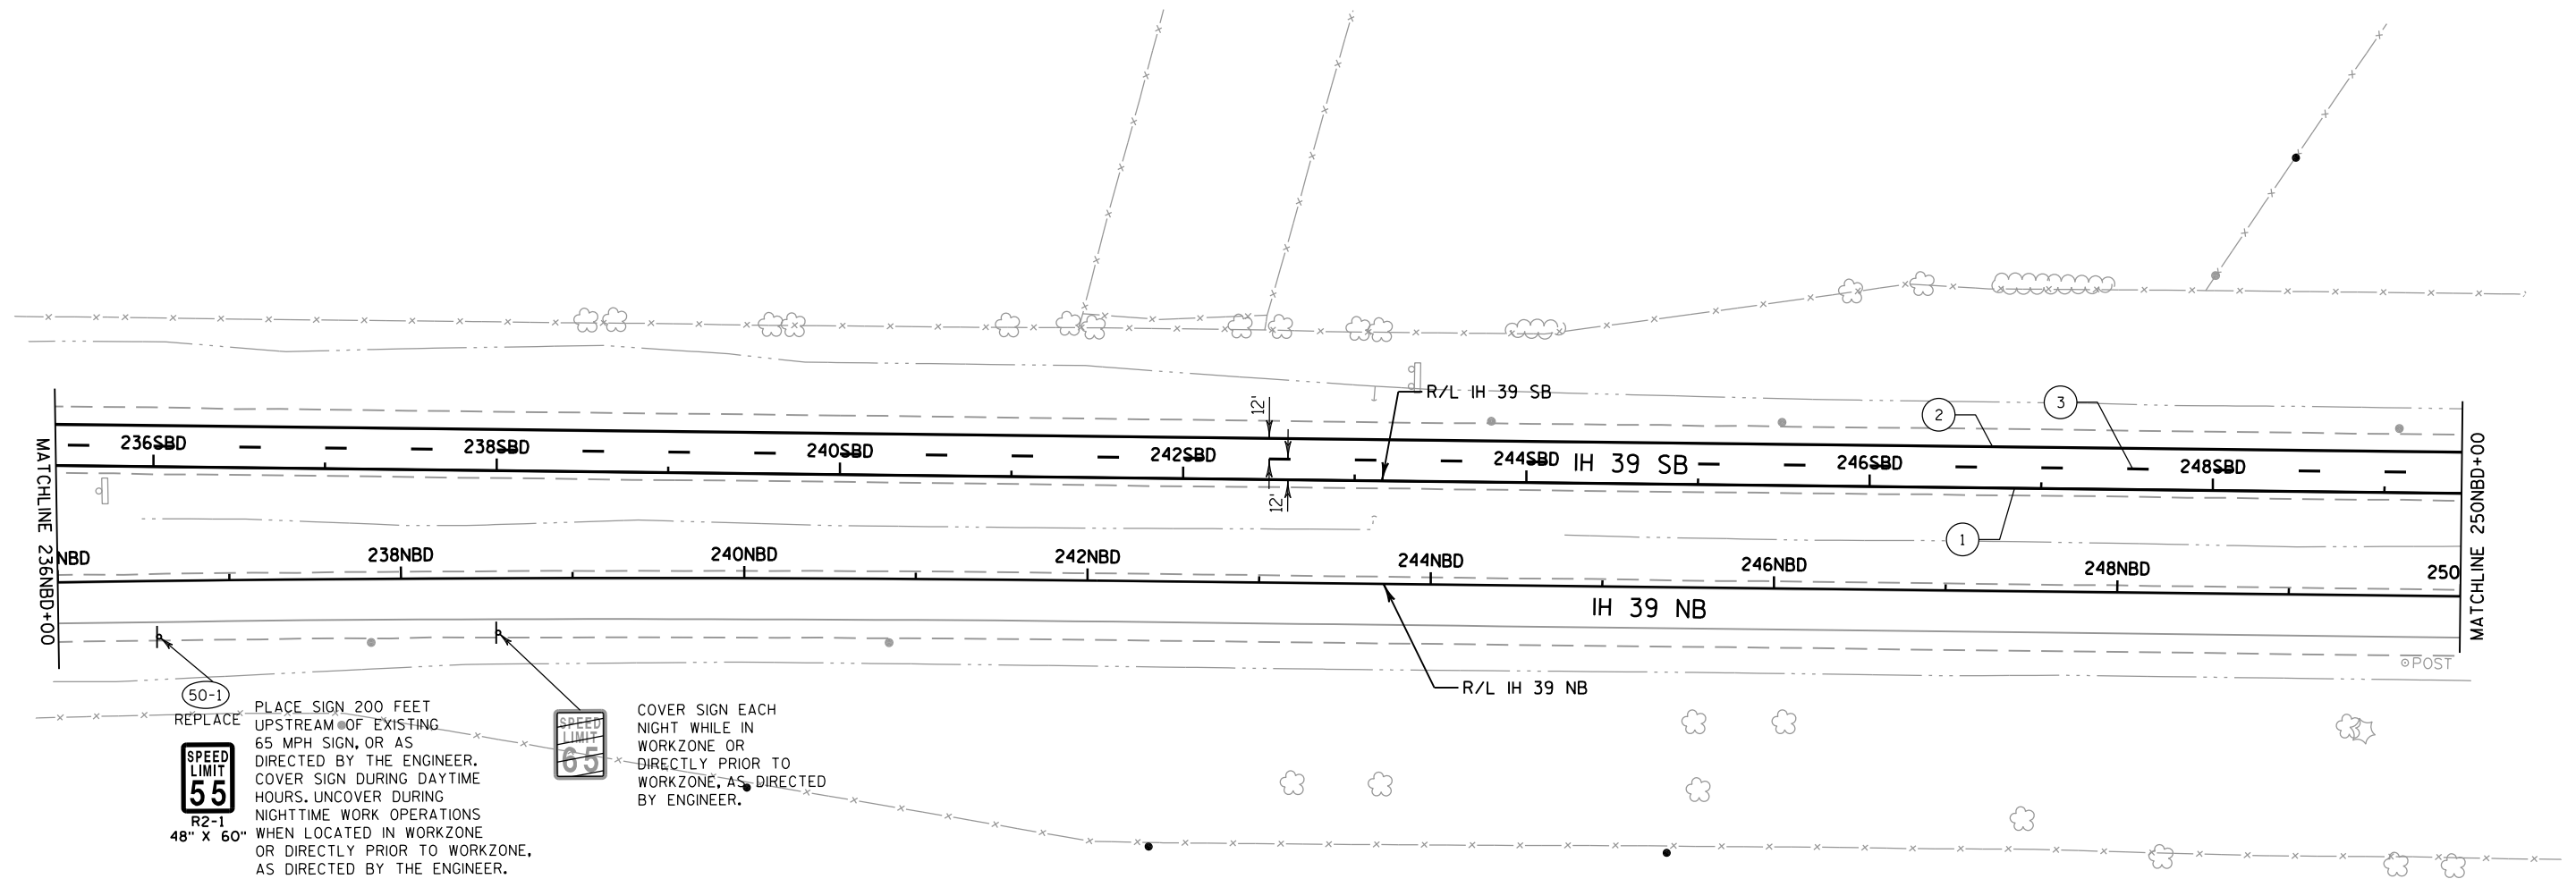 R/L IH 39 SB
12'
12'
2
3
236SBD
238SBD
240SBD
242SBD
244SBD
IH 39 SB
246SBD
248SBD
MATCHLINE 236NBD+00
MATCHLINE 250NBD+00
1
NBD
238NBD
240NBD
242NBD
244NBD
246NBD
248NBD
250
IH 39 NB
POST
R/L IH 39 NB
50-1
REPLACE
SPEED
LIMIT
55
R2-1
48" X 60"
PLACE SIGN 200 FEET
UPSTREAM OF EXISTING
65 MPH SIGN, OR AS
DIRECTED BY THE ENGINEER.
COVER SIGN DURING DAYTIME
HOURS. UNCOVER DURING
NIGHTTIME WORK OPERATIONS
WHEN LOCATED IN WORKZONE
OR DIRECTLY PRIOR TO WORKZONE,
AS DIRECTED BY THE ENGINEER.
SPEED
LIMIT
65
COVER SIGN EACH
NIGHT WHILE IN
WORKZONE OR
DIRECTLY PRIOR TO
WORKZONE, AS DIRECTED
BY ENGINEER.